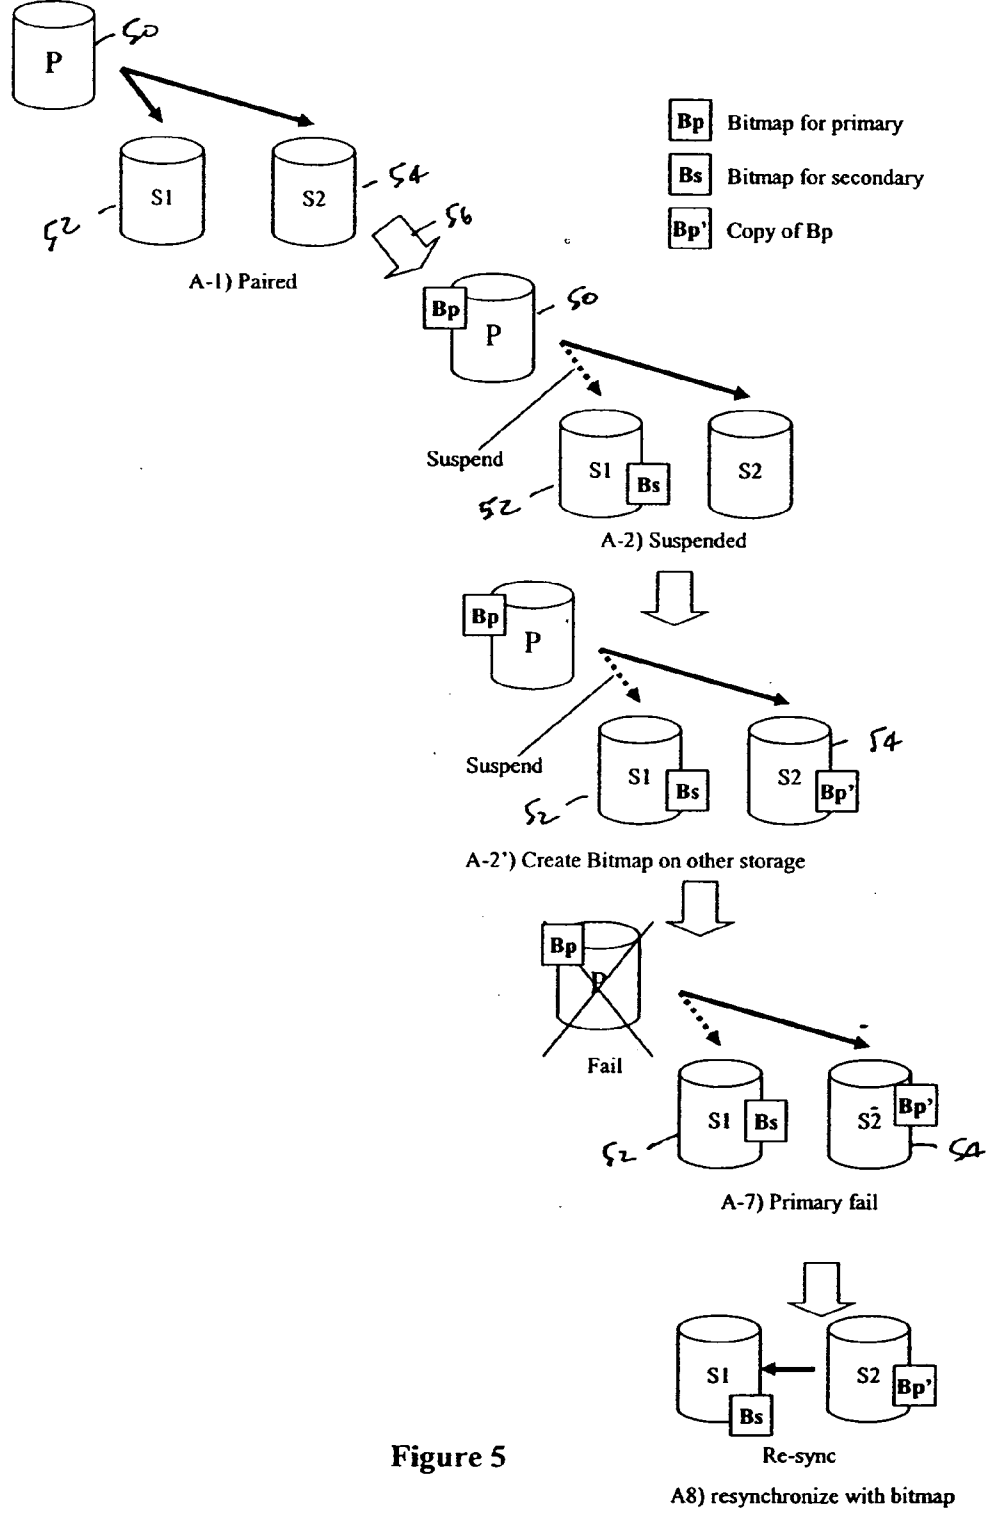 50
P
S1
S2
54
52
56
A-1) Paired
Bp Bitmap for primary
Bs Bitmap for secondary
Bp' Copy of Bp
Bp
P
50
Suspend
S1
Bs
S2
52
A-2) Suspended
Bp
P
Suspend
S1
Bs
S2
Bp'
54
52
A-2') Create Bitmap on other storage
Bp
P
Fail
S1
Bs
S2
Bp'
52
54
A-7) Primary fail
S1
Bs
S2
Bp'
Re-sync
Figure 5
A8) resynchronize with bitmap